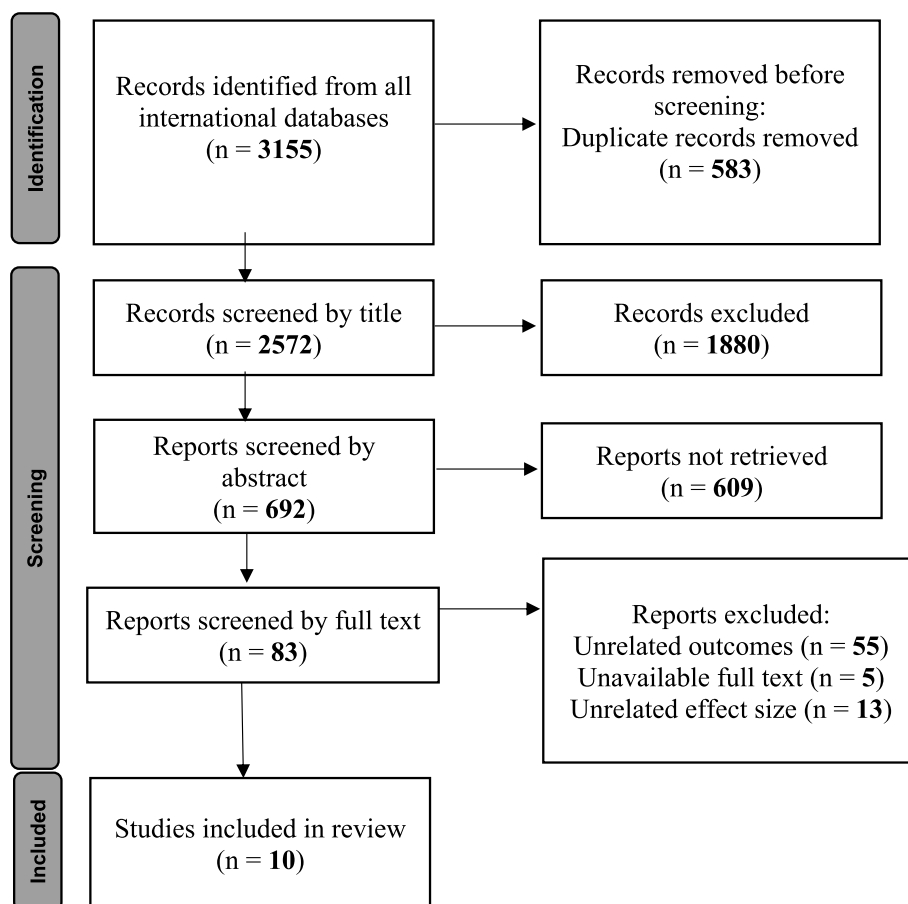 Identification
Records identified from all
international databases
(n = 3155)
Records removed before
screening:
Duplicate records removed
(n = 583)
Screening
Records screened by title
(n = 2572)
Records excluded
(n = 1880)
Reports screened by
abstract
(n = 692)
Reports not retrieved
(n = 609)
Reports screened by full text
(n = 83)
Reports excluded:
Unrelated outcomes (n = 55)
Unavailable full text (n = 5)
Unrelated effect size (n = 13)
Included
Studies included in review
(n = 10)